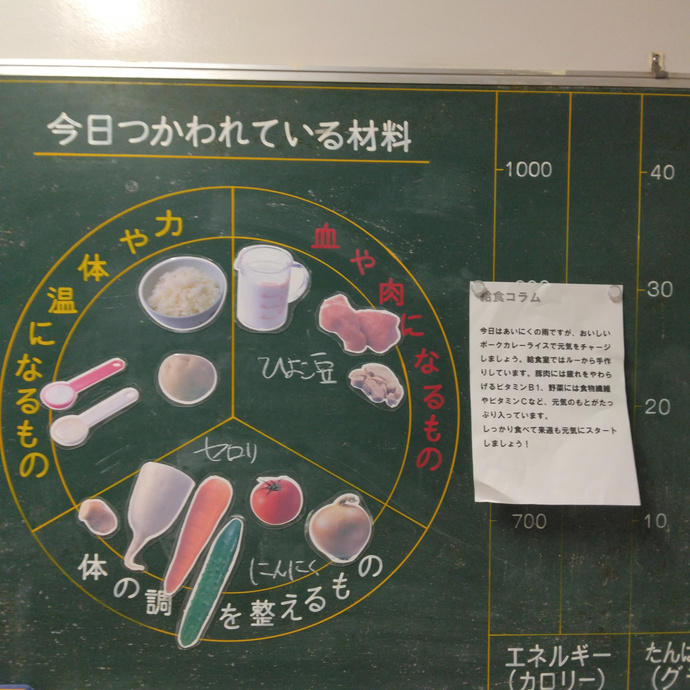 今日つかわれている材料
力や体温になるもの
血や肉になるもの
ひよこ豆
セロリ
にんにく
体の調を整えるもの
1000
700
40
30
20
10
エネルギー
(カロリー)
給食コラム
今日はあいにくの雨ですが、おいしい
ポークカレーライスで元気をチャージ
しましょう。給食室ではルーから手作
りしています。豚肉には疲れをやわら
げるビタミンB1、野菜には食物繊維
やビタミンCなど、元気のもとがたっ
ぷり入っています。
しっかり食べて来週も元気にスタート
しましょう！